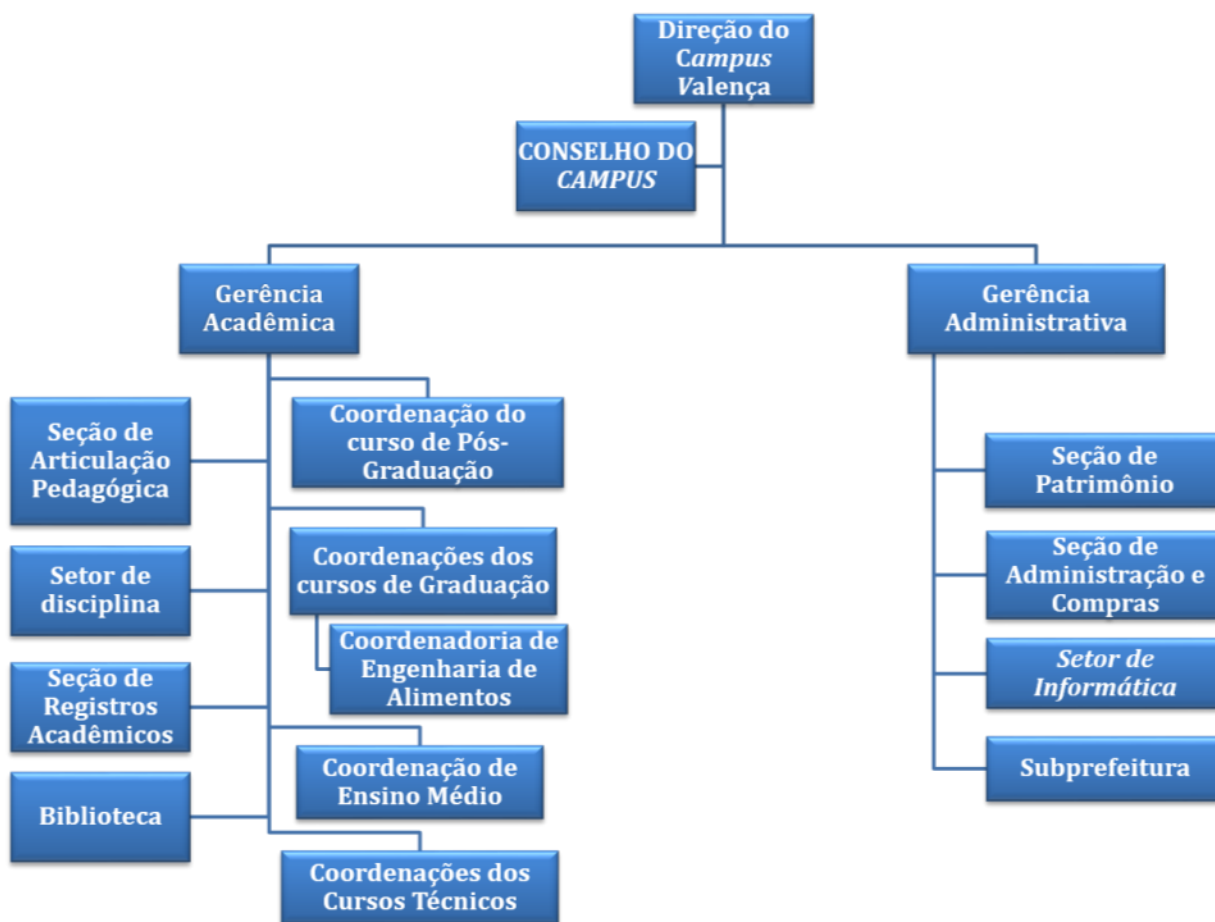 Direção do
Campus
Valença
CONSELHO DO
CAMPUS
Gerência
Acadêmica
Gerência
Administrativa
Seção de
Articulação
Pedagógica
Setor de
disciplina
Seção de
Registros
Acadêmicos
Biblioteca
Coordenação do
curso de Pós-
Graduação
Coordenações dos
cursos de Graduação
Coordenadoria de
Engenharia de
Alimentos
Coordenação de
Ensino Médio
Coordenações dos
Cursos Técnicos
Seção de
Patrimônio
Seção de
Administração e
Compras
Setor de
Informática
Subprefeitura